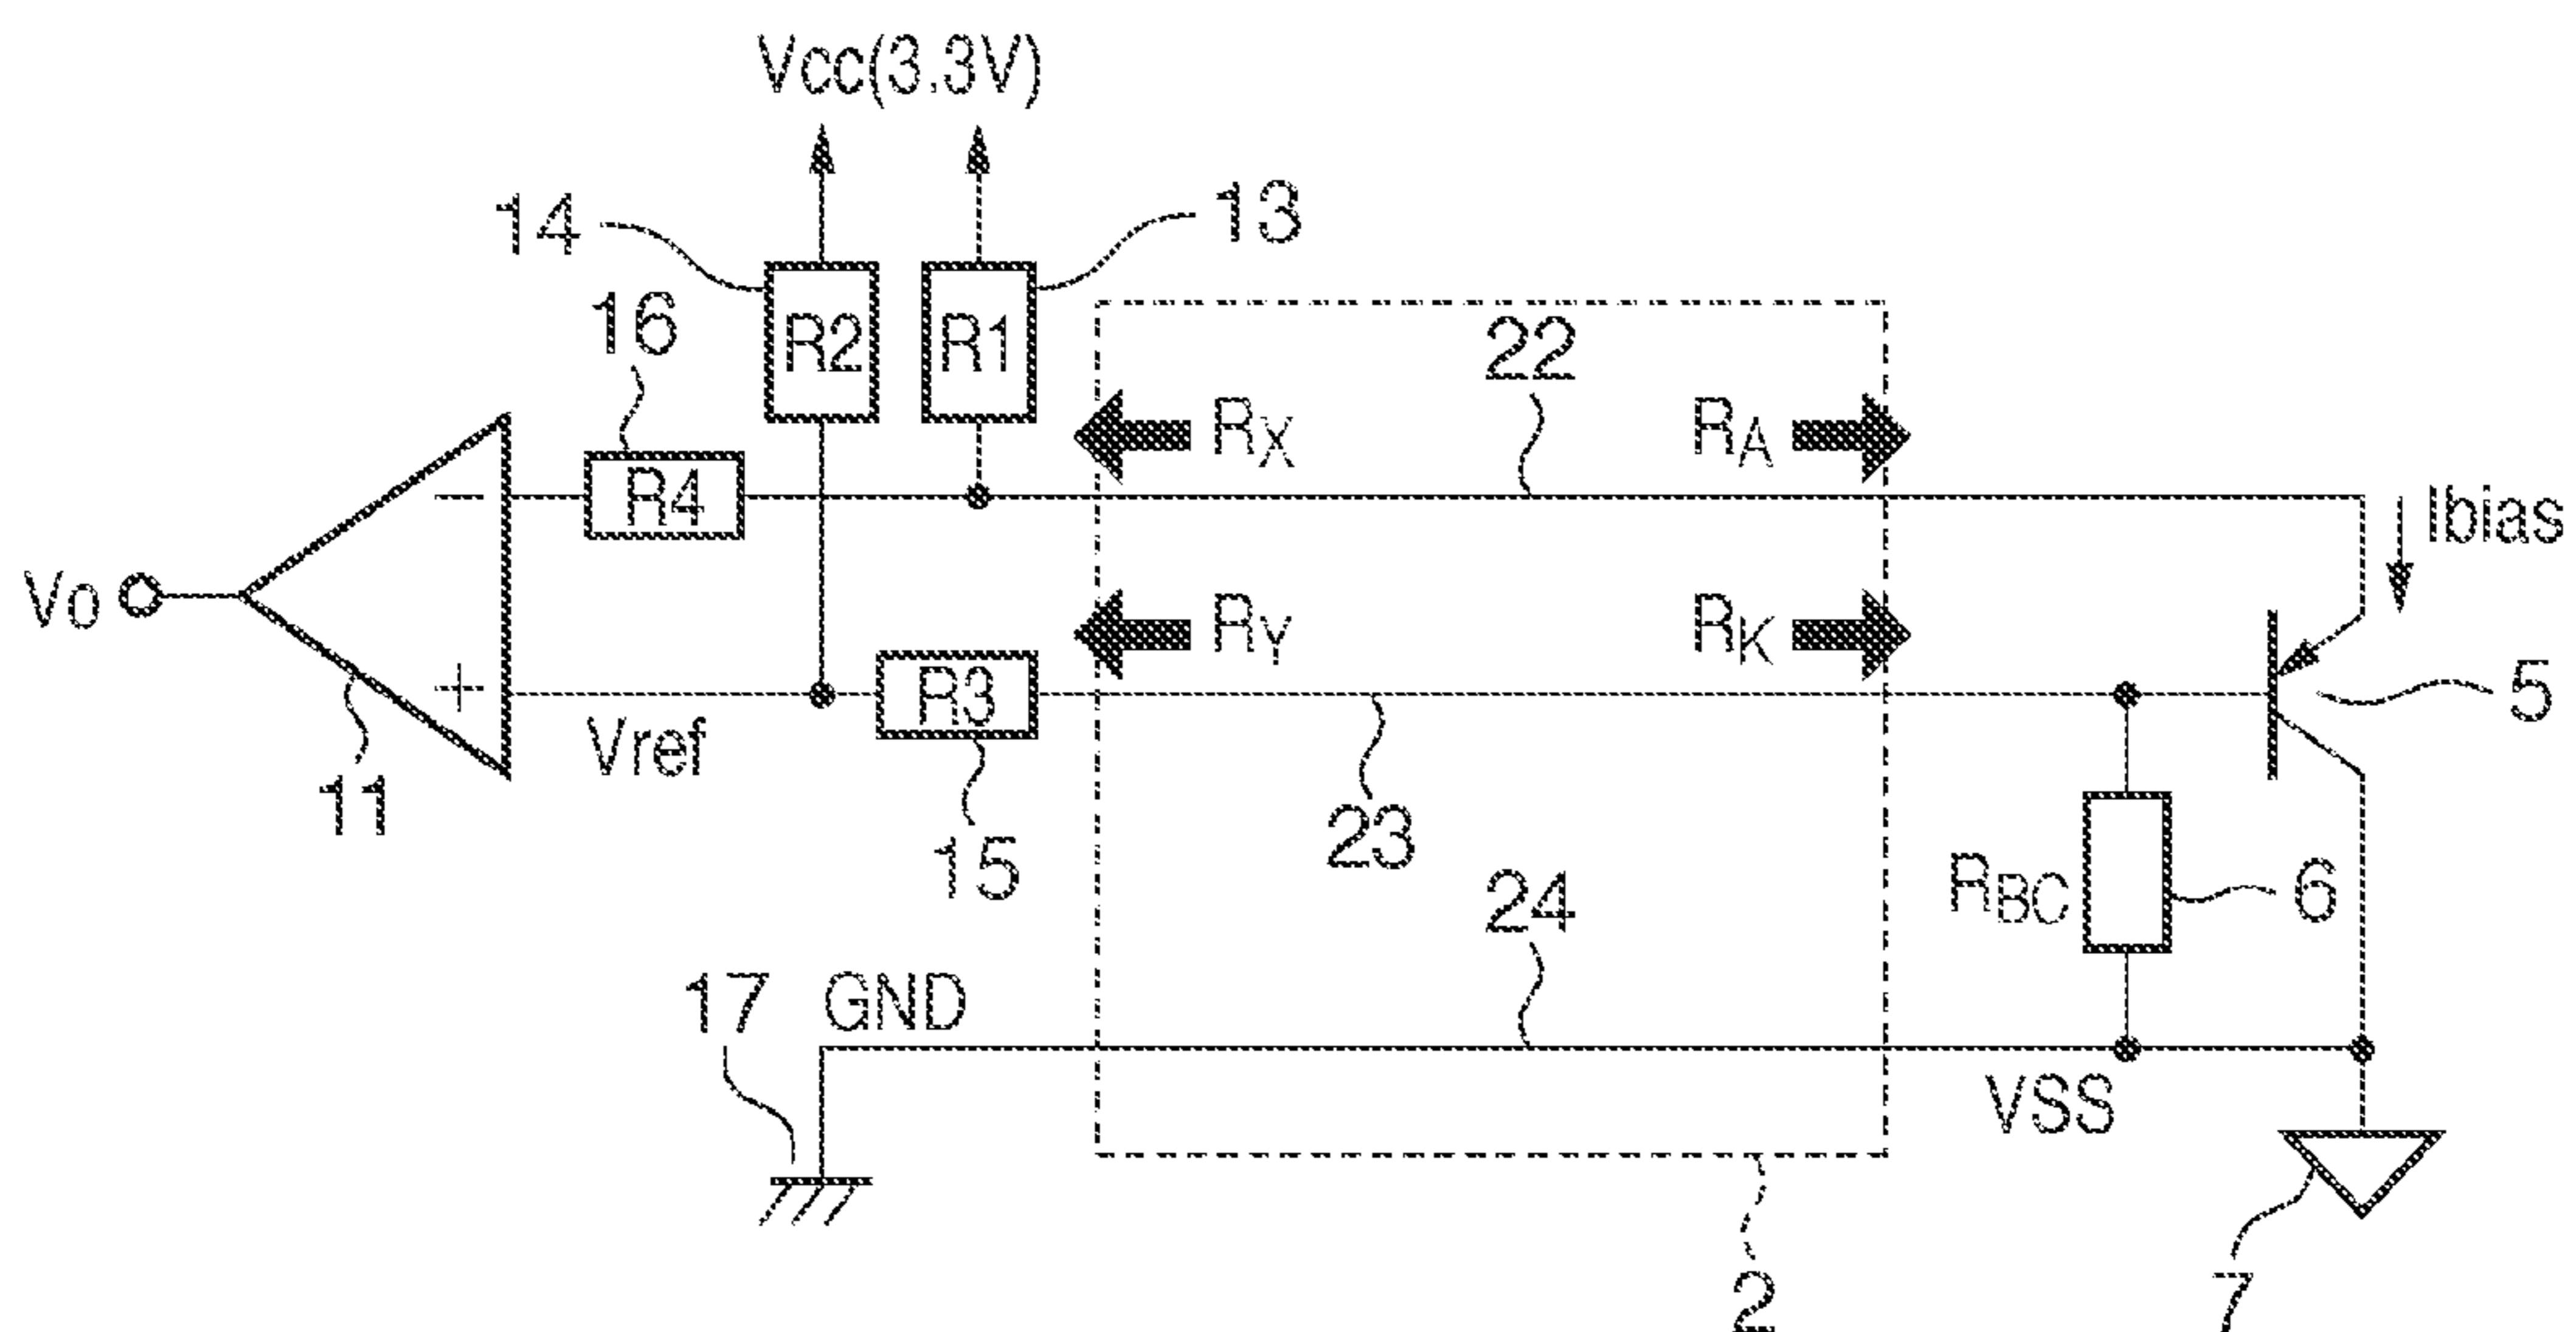 Vcc(3.3V)
14
13
16
R2
R1
22
RX
RA
R4
Ibias
Vo
RY
RK
R3
5
Vref
11
23
15
RBC
6
24
17
GND
VSS
2
7